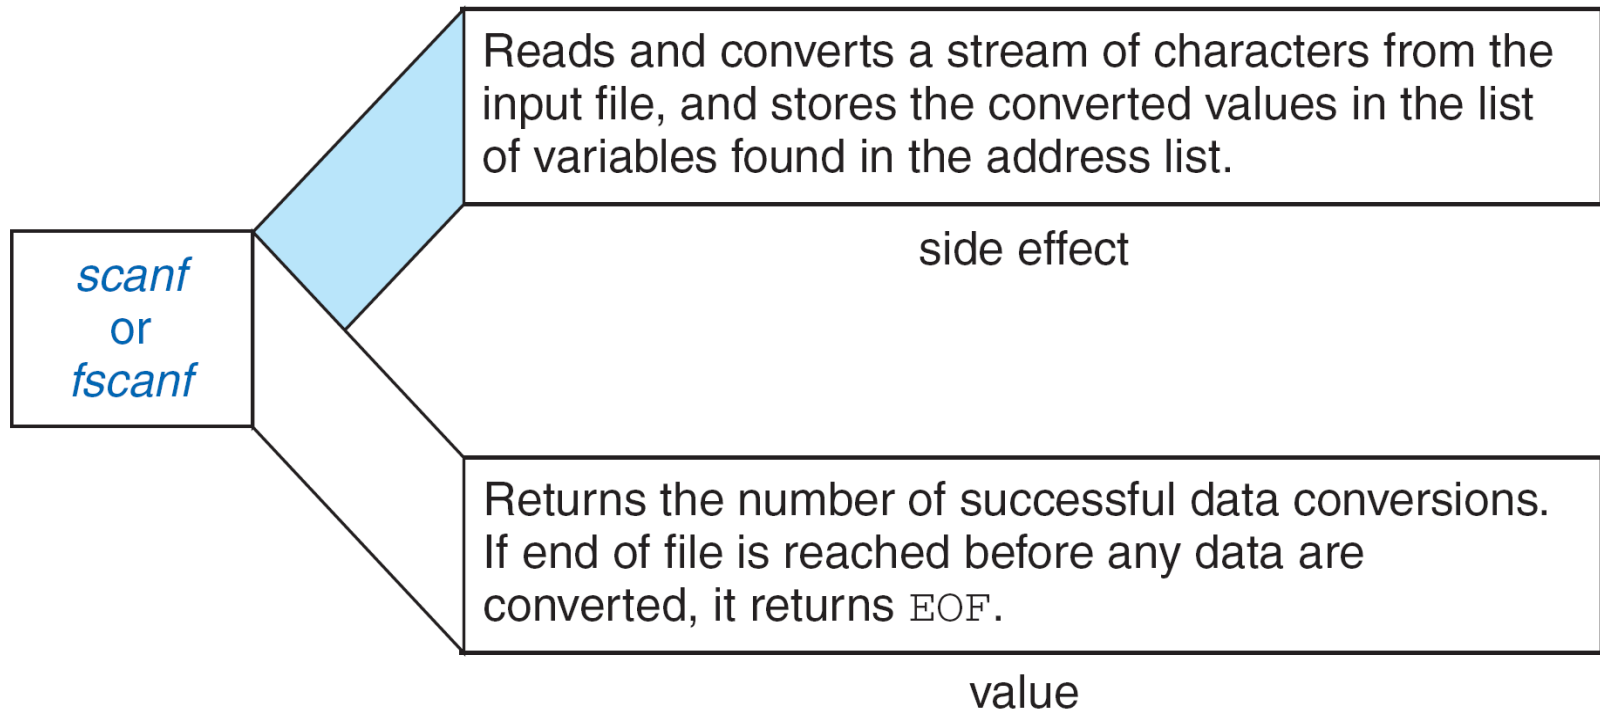 Reads and converts a stream of characters from the
input file, and stores the converted values in the list
of variables found in the address list.
side effect
scanf
or
fscanf
Returns the number of successful data conversions.
If end of file is reached before any data are
converted, it returns EOF.
value